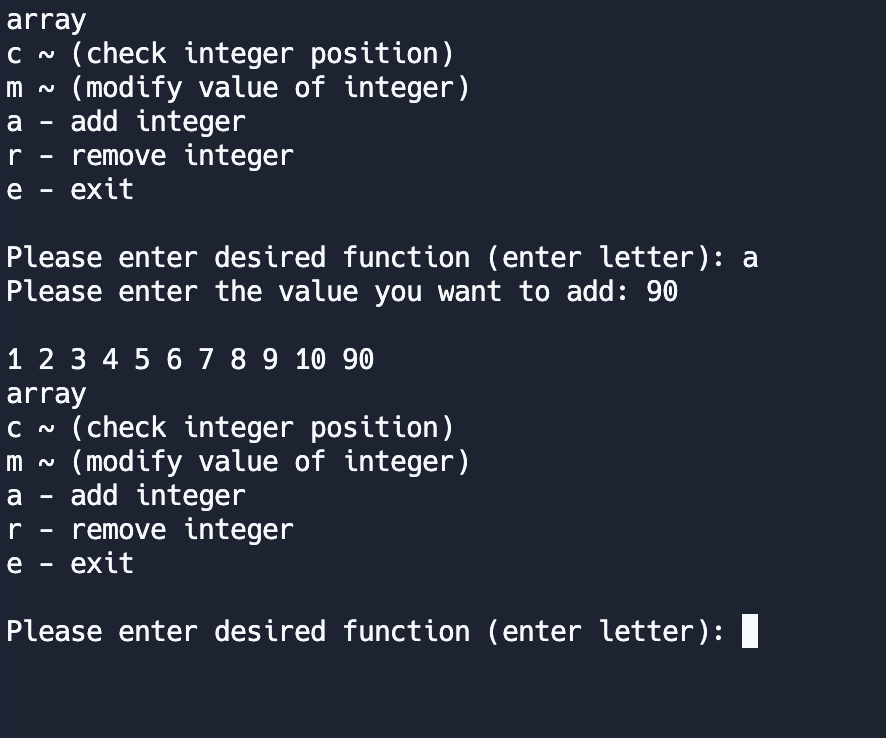 array
c ~ (check integer position)
m ~ (modify value of integer)
a - add integer
r - remove integer
e - exit
Please enter desired function (enter letter): a
Please enter the value you want to add: 90
1 2 3 4 5 6 7 8 9 10 90
array
c ~ (check integer position)
m ~ (modify value of integer)
a - add integer
r - remove integer
e - exit
Please enter desired function (enter letter):